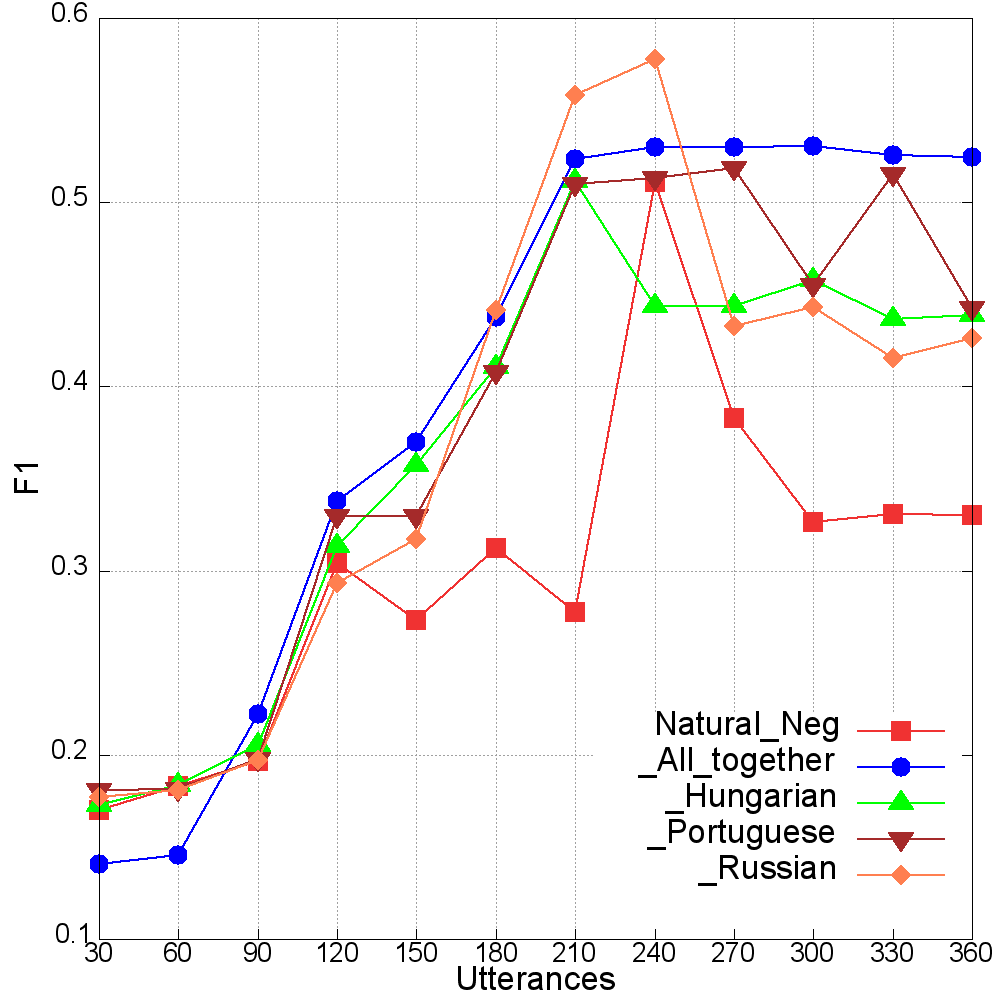 0.6
0.5
0.4
0.3
0.2
0.1
F1
Natural_Neg
_All_together
_Hungarian
_Portuguese
_Russian
30 60 90 120 150 180 210 240 270 300 330 360
Utterances